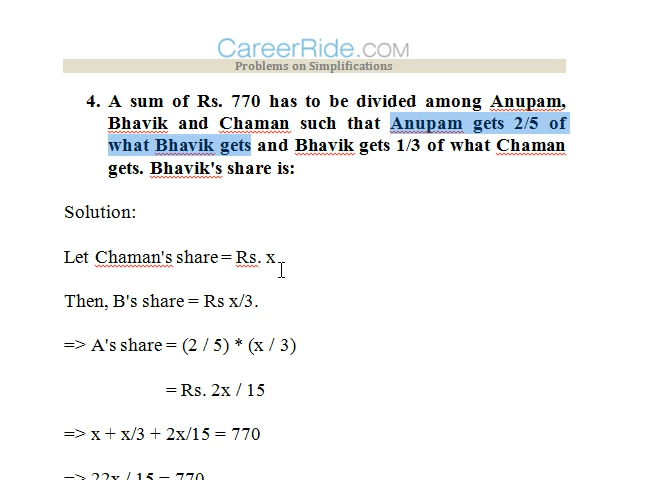 CareerRide.COM
Problems on Simplifications
4. A sum of Rs. 770 has to be divided among Anupam,
Bhavik and Chaman such that Anupam gets 2/5 of
what Bhavik gets and Bhavik gets 1/3 of what Chaman
gets. Bhavik's share is:
Solution:
Let Chaman's share = Rs. x
Then, B's share = Rs x/3.
=> A's share = (2 / 5) * (x / 3)
= Rs. 2x / 15
=> x + x/3 + 2x/15 = 770
=> 22x / 15 = 770